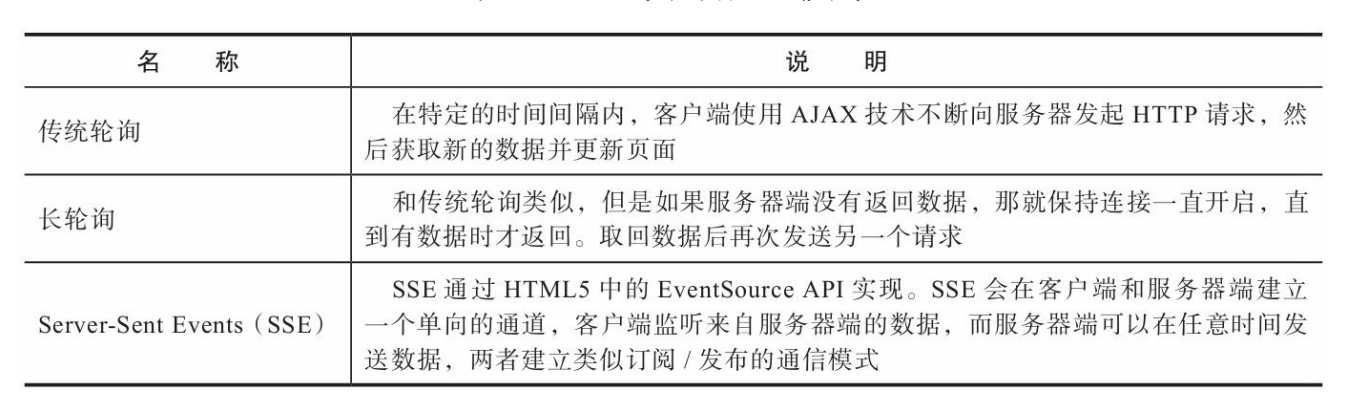 名 称 说 明
传统轮询
在特定的时间间隔内，客户端使用 AJAX 技术不断向服务器发起 HTTP 请求，然
后获取新的数据并更新页面
长轮询
和传统轮询类似，但是如果服务器端没有返回数据，那就保持连接一直开启，直
到有数据时才返回。取回数据后再次发送另一个请求
Server-Sent Events（SSE）
SSE 通过 HTML5 中的 EventSource API 实现。SSE 会在客户端和服务器端建立
一个单向的通道，客户端监听来自服务器端的数据，而服务器端可以在任意时间发
送数据，两者建立类似订阅 / 发布的通信模式